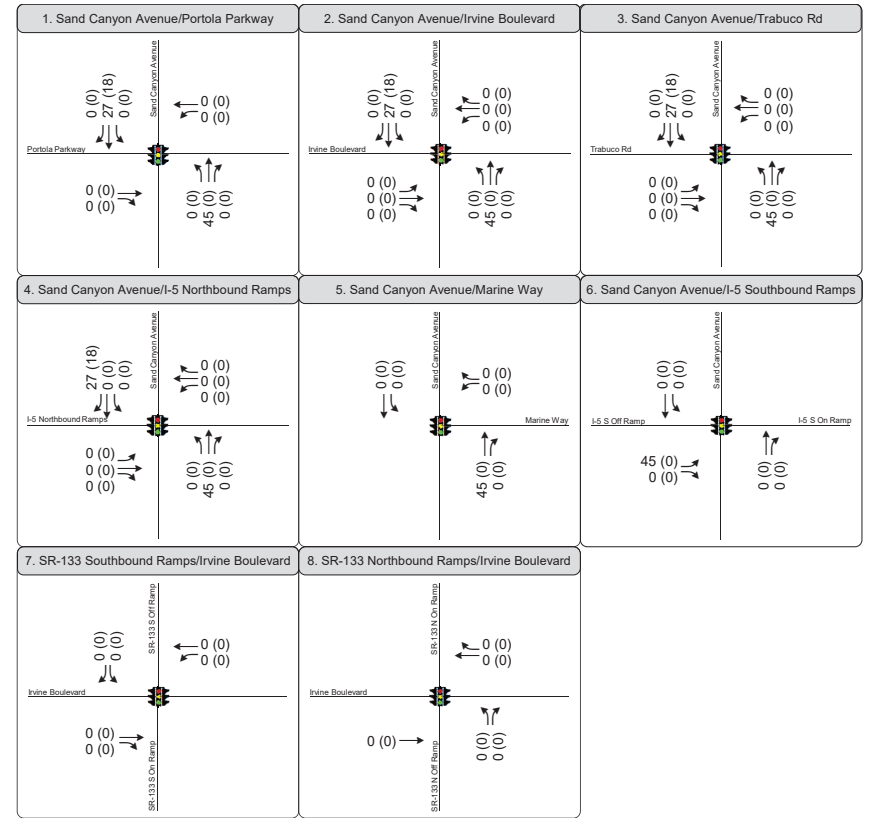 1. Sand Canyon Avenue/Portola Parkway
0 (0)
27 (18)
0 (0)
Sand Canyon Avenue
0 (0)
0 (0)
Portola Parkway
0 (0)
0 (0)
0 (0)
45 (0)
0 (0)
2. Sand Canyon Avenue/Irvine Boulevard
0 (0)
27 (18)
0 (0)
Sand Canyon Avenue
0 (0)
0 (0)
0 (0)
Irvine Boulevard
0 (0)
0 (0)
0 (0)
0 (0)
45 (0)
0 (0)
3. Sand Canyon Avenue/Trabuco Rd
0 (0)
27 (18)
0 (0)
Sand Canyon Avenue
0 (0)
0 (0)
0 (0)
Trabuco Rd
0 (0)
0 (0)
0 (0)
0 (0)
45 (0)
0 (0)
4. Sand Canyon Avenue/I-5 Northbound Ramps
27 (18)
0 (0)
0 (0)
Sand Canyon Avenue
0 (0)
0 (0)
0 (0)
I-5 Northbound Ramps
0 (0)
0 (0)
0 (0)
0 (0)
45 (0)
0 (0)
5. Sand Canyon Avenue/Marine Way
0 (0)
0 (0)
Sand Canyon Avenue
0 (0)
0 (0)
Marine Way
45 (0)
0 (0)
6. Sand Canyon Avenue/I-5 Southbound Ramps
0 (0)
0 (0)
Sand Canyon Avenue
I-5 S Off Ramp
I-5 S On Ramp
45 (0)
0 (0)
0 (0)
0 (0)
7. SR-133 Southbound Ramps/Irvine Boulevard
0 (0)
0 (0)
SR-133 S Off Ramp
0 (0)
0 (0)
Irvine Boulevard
0 (0)
0 (0)
SR-133 S On Ramp
8. SR-133 Northbound Ramps/Irvine Boulevard
SR-133 N On Ramp
0 (0)
0 (0)
Irvine Boulevard
0 (0)
SR-133 N Off Ramp
0 (0)
0 (0)